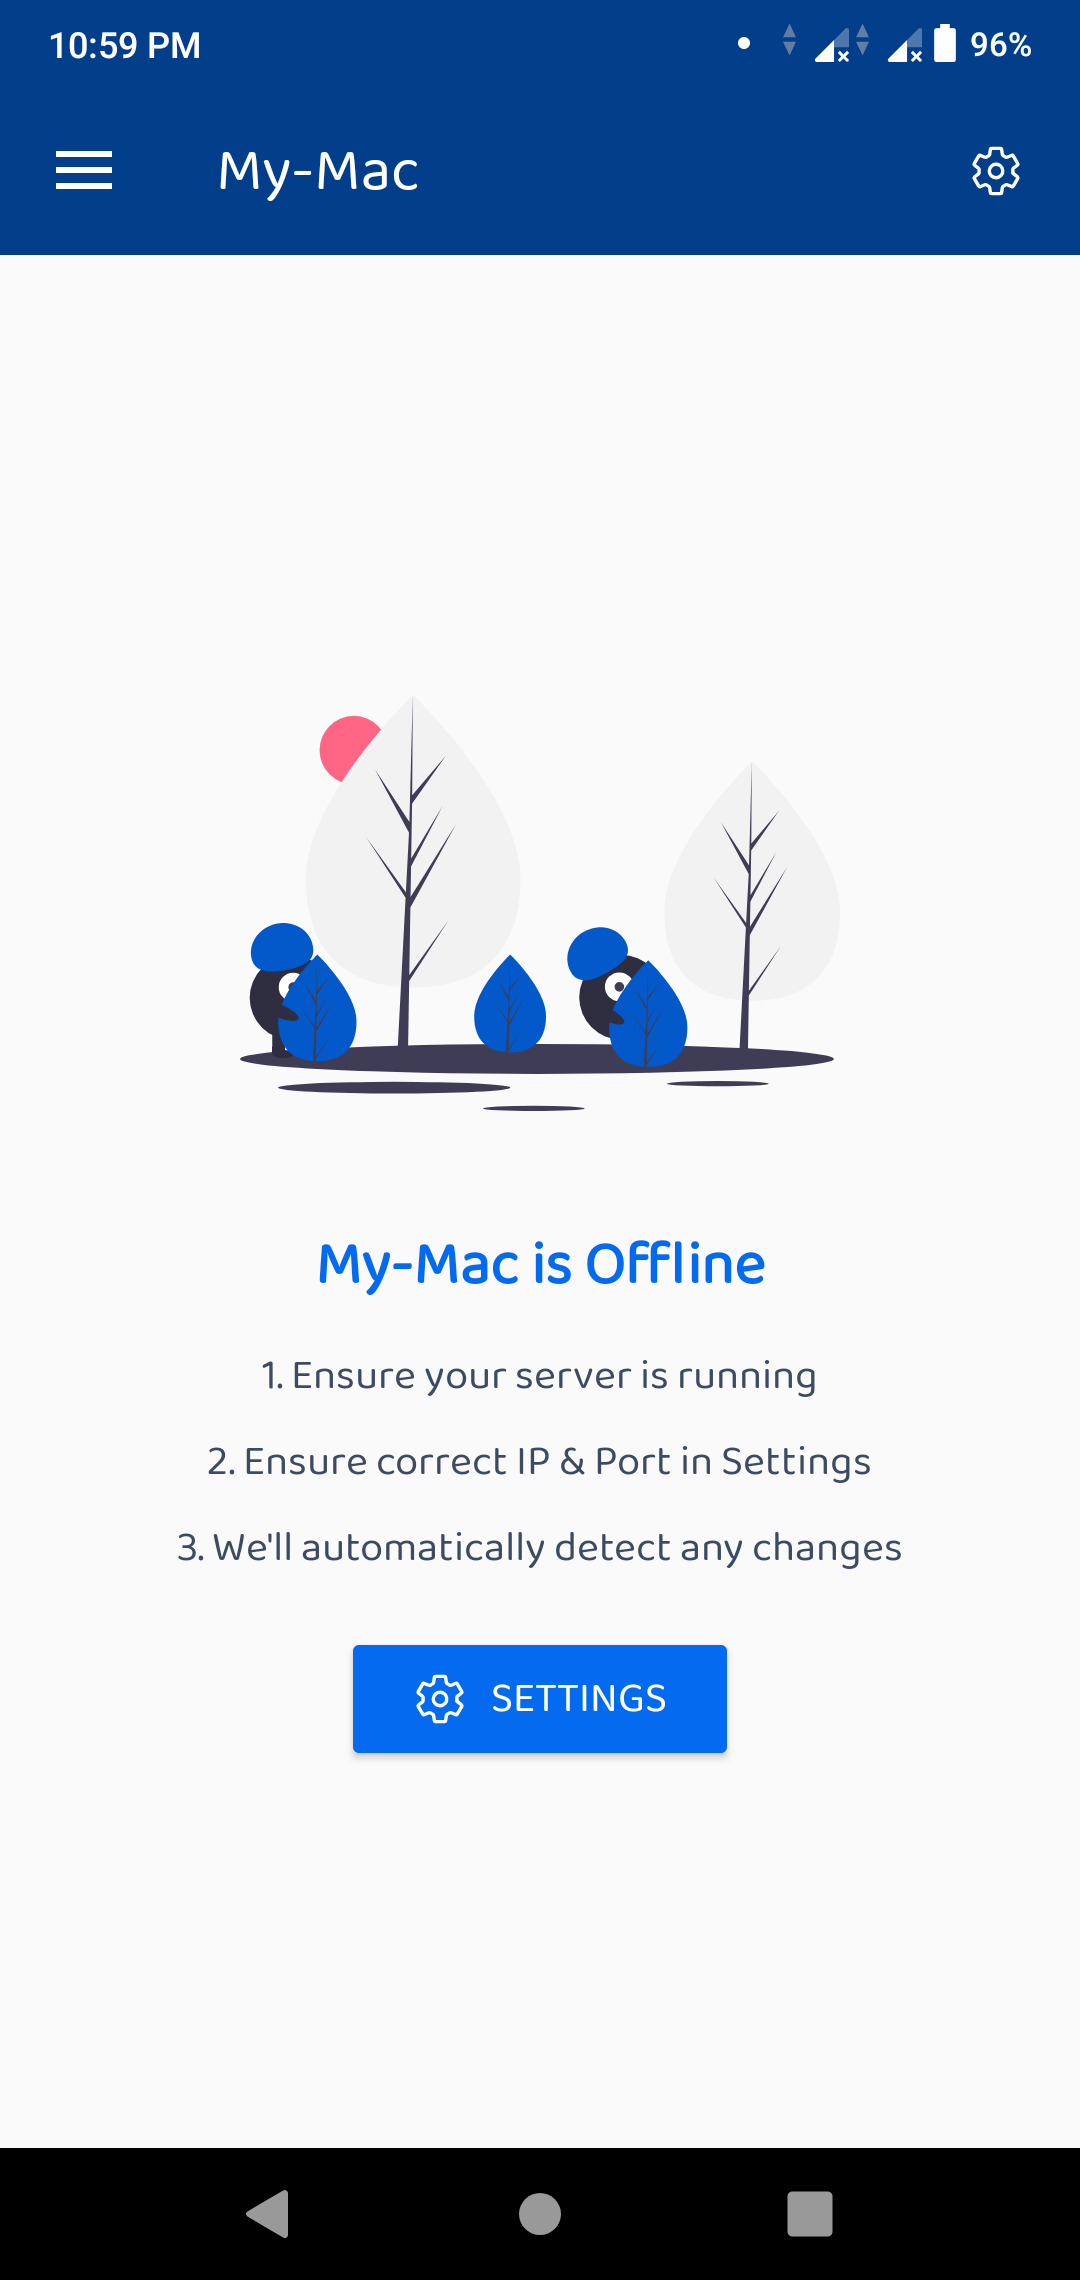 10:59 PM 96%
My-Mac
My-Mac is Offline
1. Ensure your server is running
2. Ensure correct IP & Port in Settings
3. We'll automatically detect any changes
SETTINGS